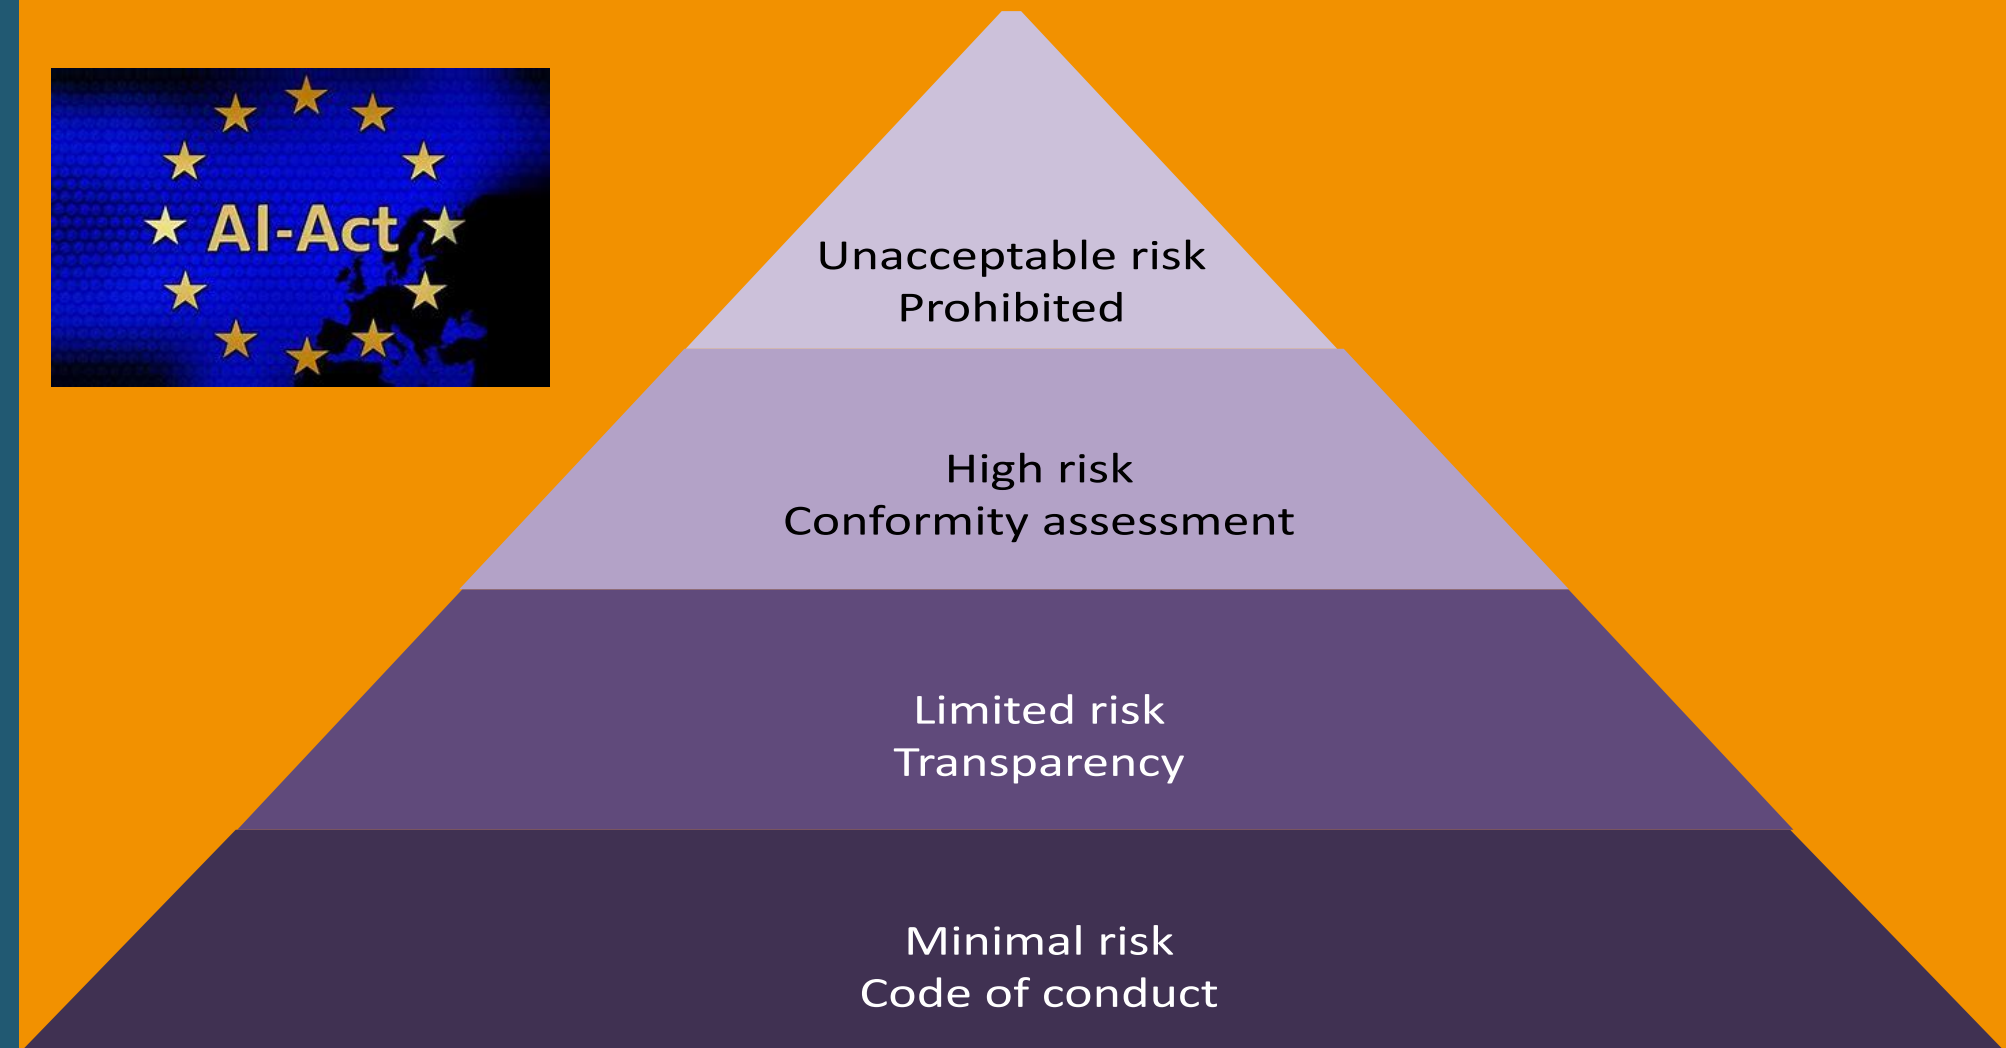 AI-Act
Unacceptable risk
Prohibited
High risk
Conformity assessment
Limited risk
Transparency
Minimal risk
Code of conduct